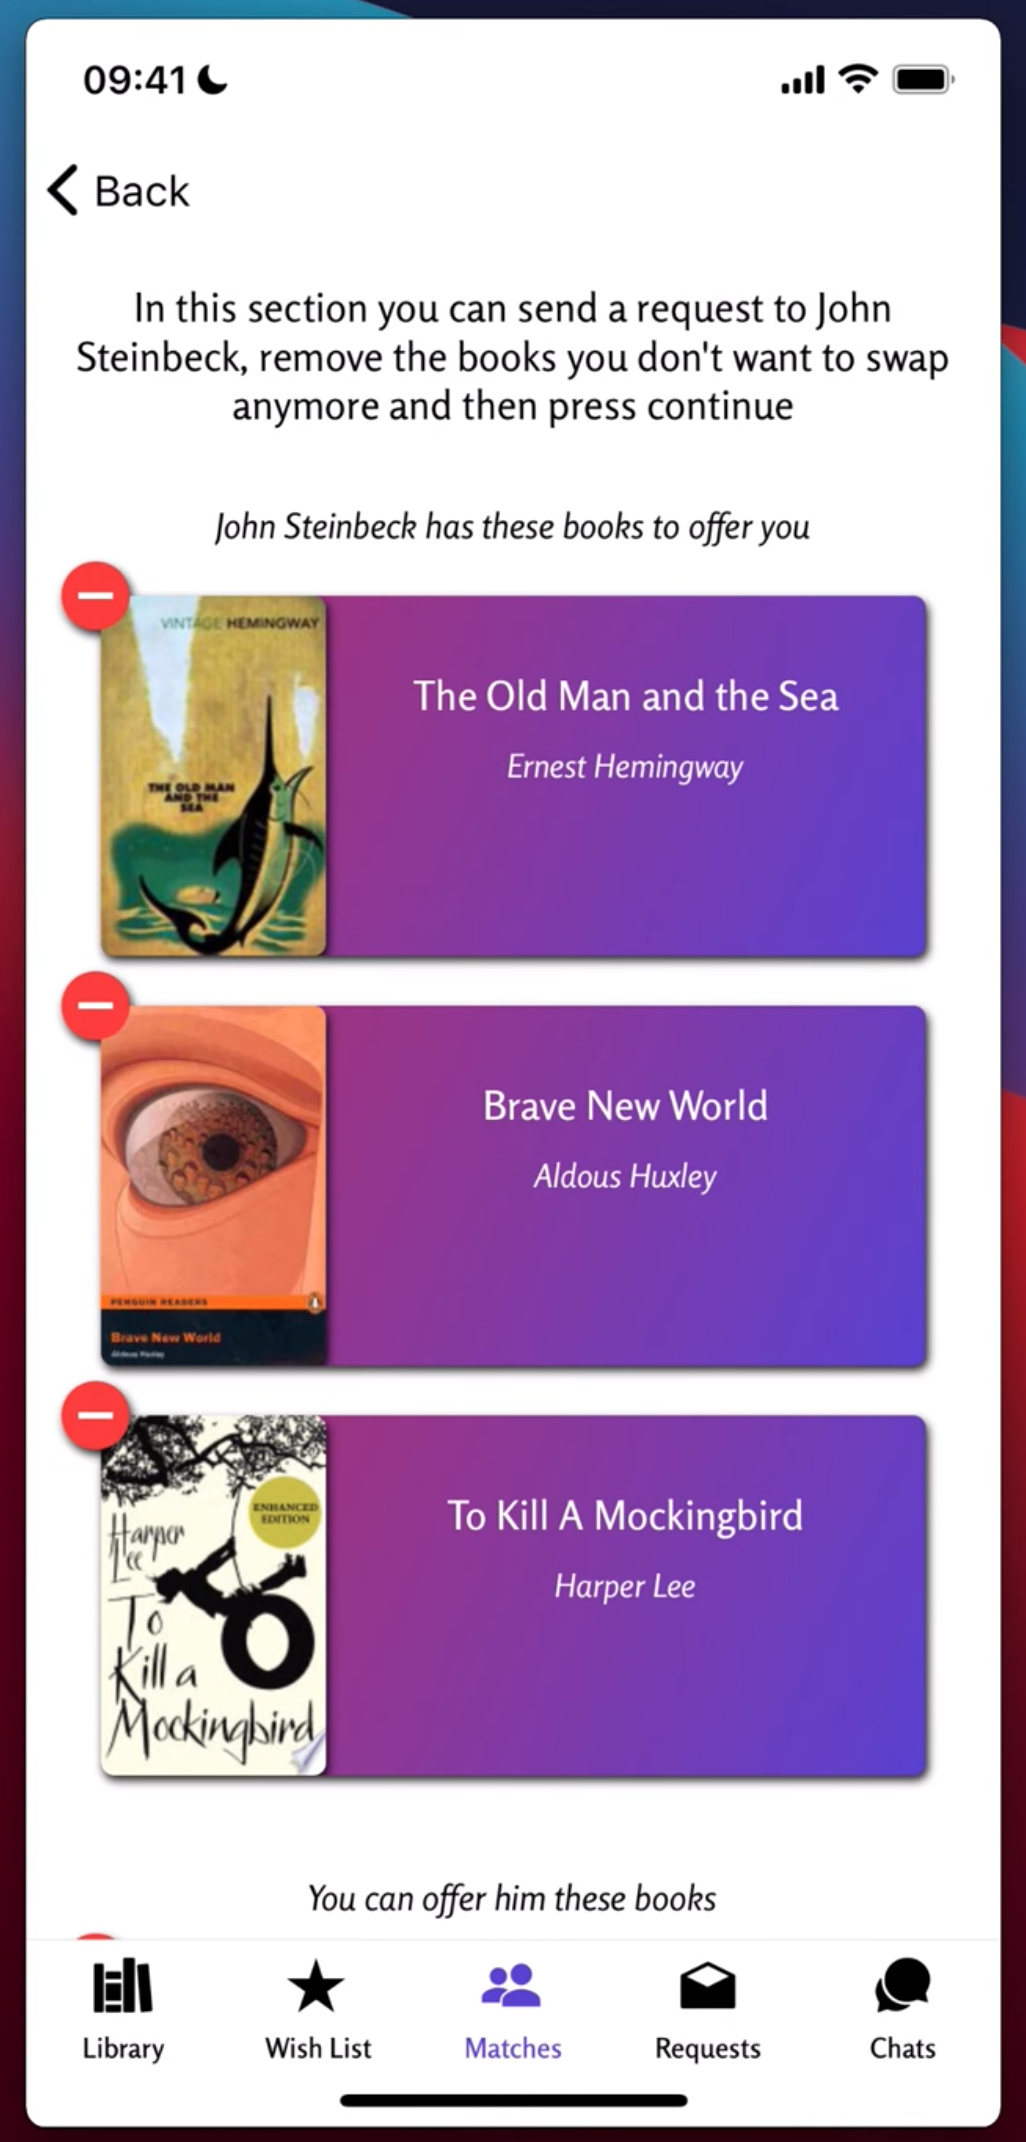 09:41
Back
In this section you can send a request to John
Steinbeck, remove the books you don't want to swap
anymore and then press continue
John Steinbeck has these books to offer you
VINTAGE HEMINGWAY
THE OLD MAN
AND THE
SEA
The Old Man and the Sea
Ernest Hemingway
PENGUIN READERS
Brave New World
Aldous Huxley
Brave New World
Aldous Huxley
ENHANCED
EDITION
Harper
Lee
To
Kill a
Mockingbird
To Kill A Mockingbird
Harper Lee
You can offer him these books
Library
Wish List
Matches
Requests
Chats